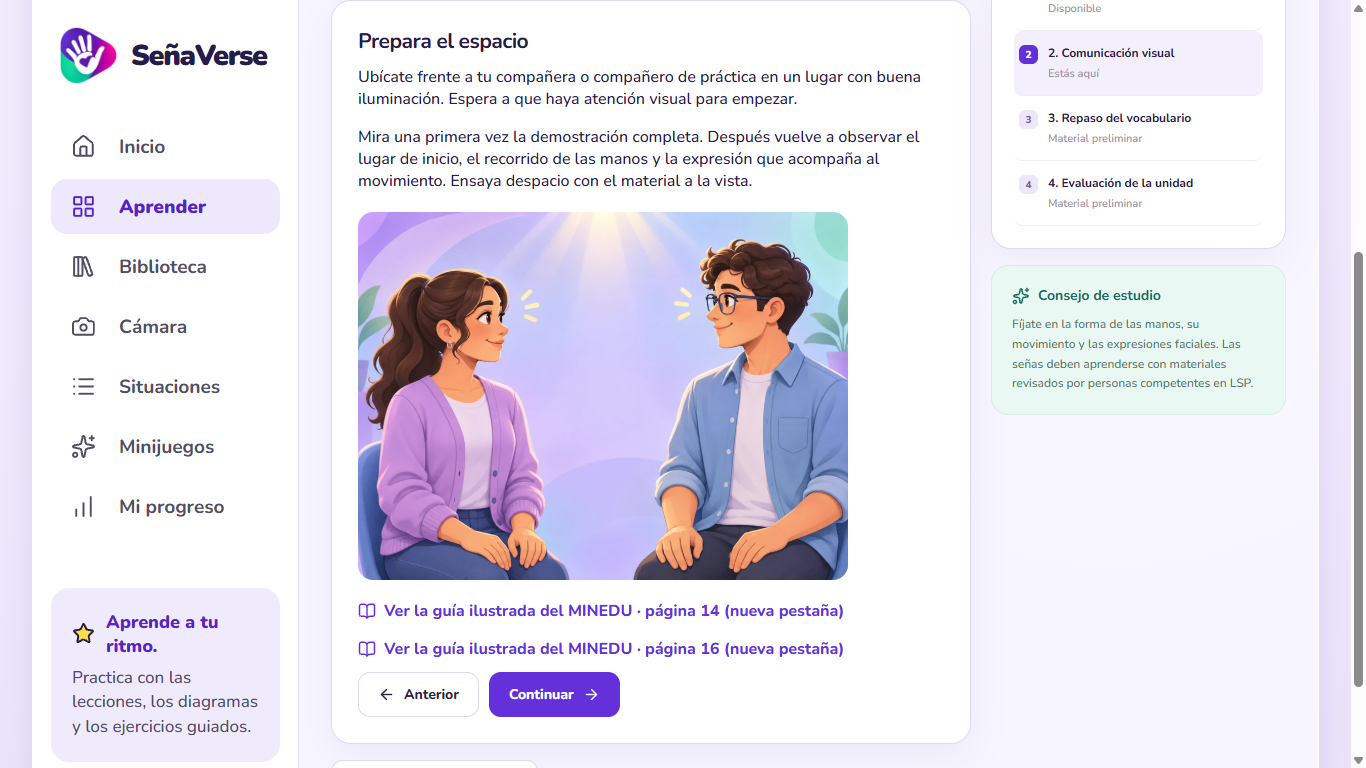 SeñaVerse
Inicio
Aprender
Biblioteca
Cámara
Situaciones
Minijuegos
Mi progreso
Aprende a tu
ritmo.
Practica con las
lecciones, los diagramas
y los ejercicios guiados.
Prepara el espacio
Ubícate frente a tu compañera o compañero de práctica en un lugar con buena
iluminación. Espera a que haya atención visual para empezar.
Mira una primera vez la demostración completa. Después vuelve a observar el
lugar de inicio, el recorrido de las manos y la expresión que acompaña al
movimiento. Ensaya despacio con el material a la vista.
Ver la guía ilustrada del MINEDU · página 14 (nueva pestaña)
Ver la guía ilustrada del MINEDU · página 16 (nueva pestaña)
Anterior
Continuar
Disponible
2
2. Comunicación visual
Estás aquí
3
3. Repaso del vocabulario
Material preliminar
4
4. Evaluación de la unidad
Material preliminar
Consejo de estudio
Fíjate en la forma de las manos, su
movimiento y las expresiones faciales. Las
señas deben aprenderse con materiales
revisados por personas competentes en LSP.